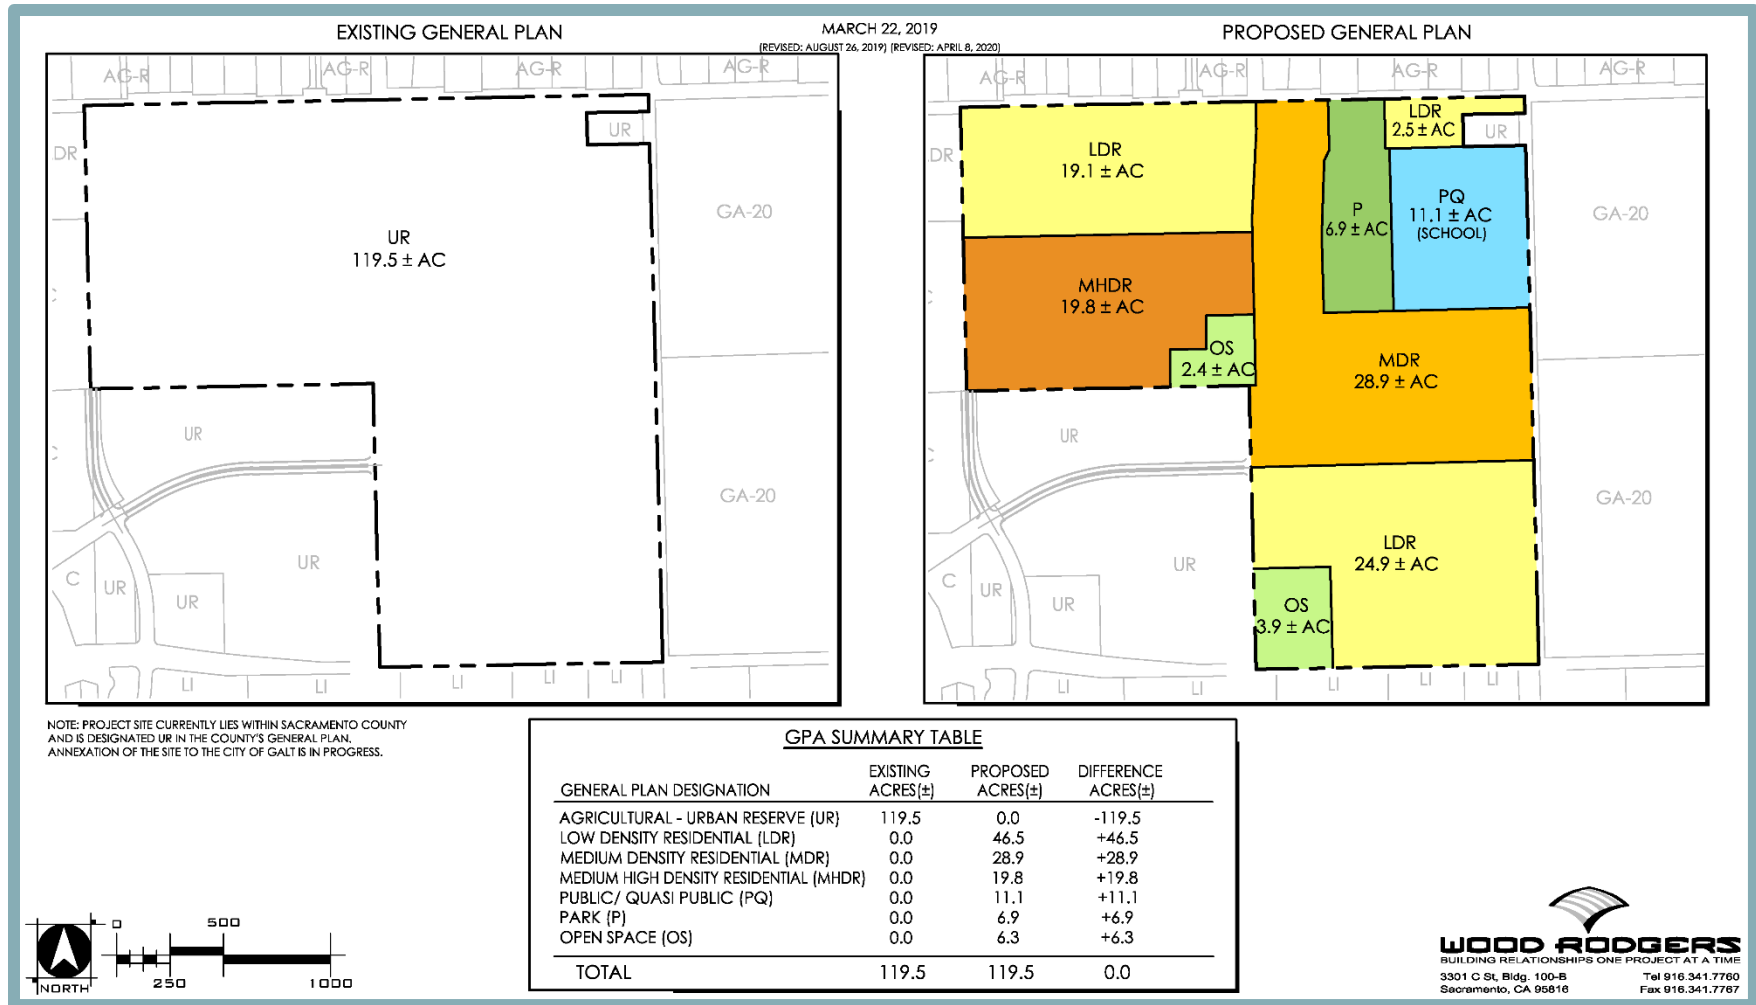 EXISTING GENERAL PLAN
MARCH 22, 2019
(REVISED: AUGUST 26, 2019) (REVISED: APRIL 8, 2020)
PROPOSED GENERAL PLAN
AG-R
AG-R
AG-R
AG-R
UR
DR
UR
119.5 ± AC
GA-20
UR
GA-20
UR
C
UR
UR
LI
LI
LI
LI
LI
AG-R
AG-R
AG-R
AG-R
LDR
2.5 ± AC
UR
DR
LDR
19.1 ± AC
P
6.9 ± AC
PQ
11.1 ± AC
(SCHOOL)
GA-20
MHDR
19.8 ± AC
OS
2.4 ± AC
MDR
28.9 ± AC
UR
GA-20
LDR
24.9 ± AC
UR
C
UR
UR
OS
3.9 ± AC
LI
LI
LI
LI
LI
NOTE: PROJECT SITE CURRENTLY LIES WITHIN SACRAMENTO COUNTY
AND IS DESIGNATED UR IN THE COUNTY'S GENERAL PLAN.
ANNEXATION OF THE SITE TO THE CITY OF GALT IS IN PROGRESS.
GPA SUMMARY TABLE
GENERAL PLAN DESIGNATION EXISTING ACRES(±) PROPOSED ACRES(±) DIFFERENCE ACRES(±)
AGRICULTURAL - URBAN RESERVE (UR) 119.5 0.0 -119.5
LOW DENSITY RESIDENTIAL (LDR) 0.0 46.5 +46.5
MEDIUM DENSITY RESIDENTIAL (MDR) 0.0 28.9 +28.9
MEDIUM HIGH DENSITY RESIDENTIAL (MHDR) 0.0 19.8 +19.8
PUBLIC/ QUASI PUBLIC (PQ) 0.0 11.1 +11.1
PARK (P) 0.0 6.9 +6.9
OPEN SPACE (OS) 0.0 6.3 +6.3
TOTAL 119.5 119.5 0.0
NORTH
0 500
250 1000
WOOD RODGERS
BUILDING RELATIONSHIPS ONE PROJECT AT A TIME
3301 C St, Bldg. 100-B Tel 916.341.7760
Sacramento, CA 95816 Fax 916.341.7767